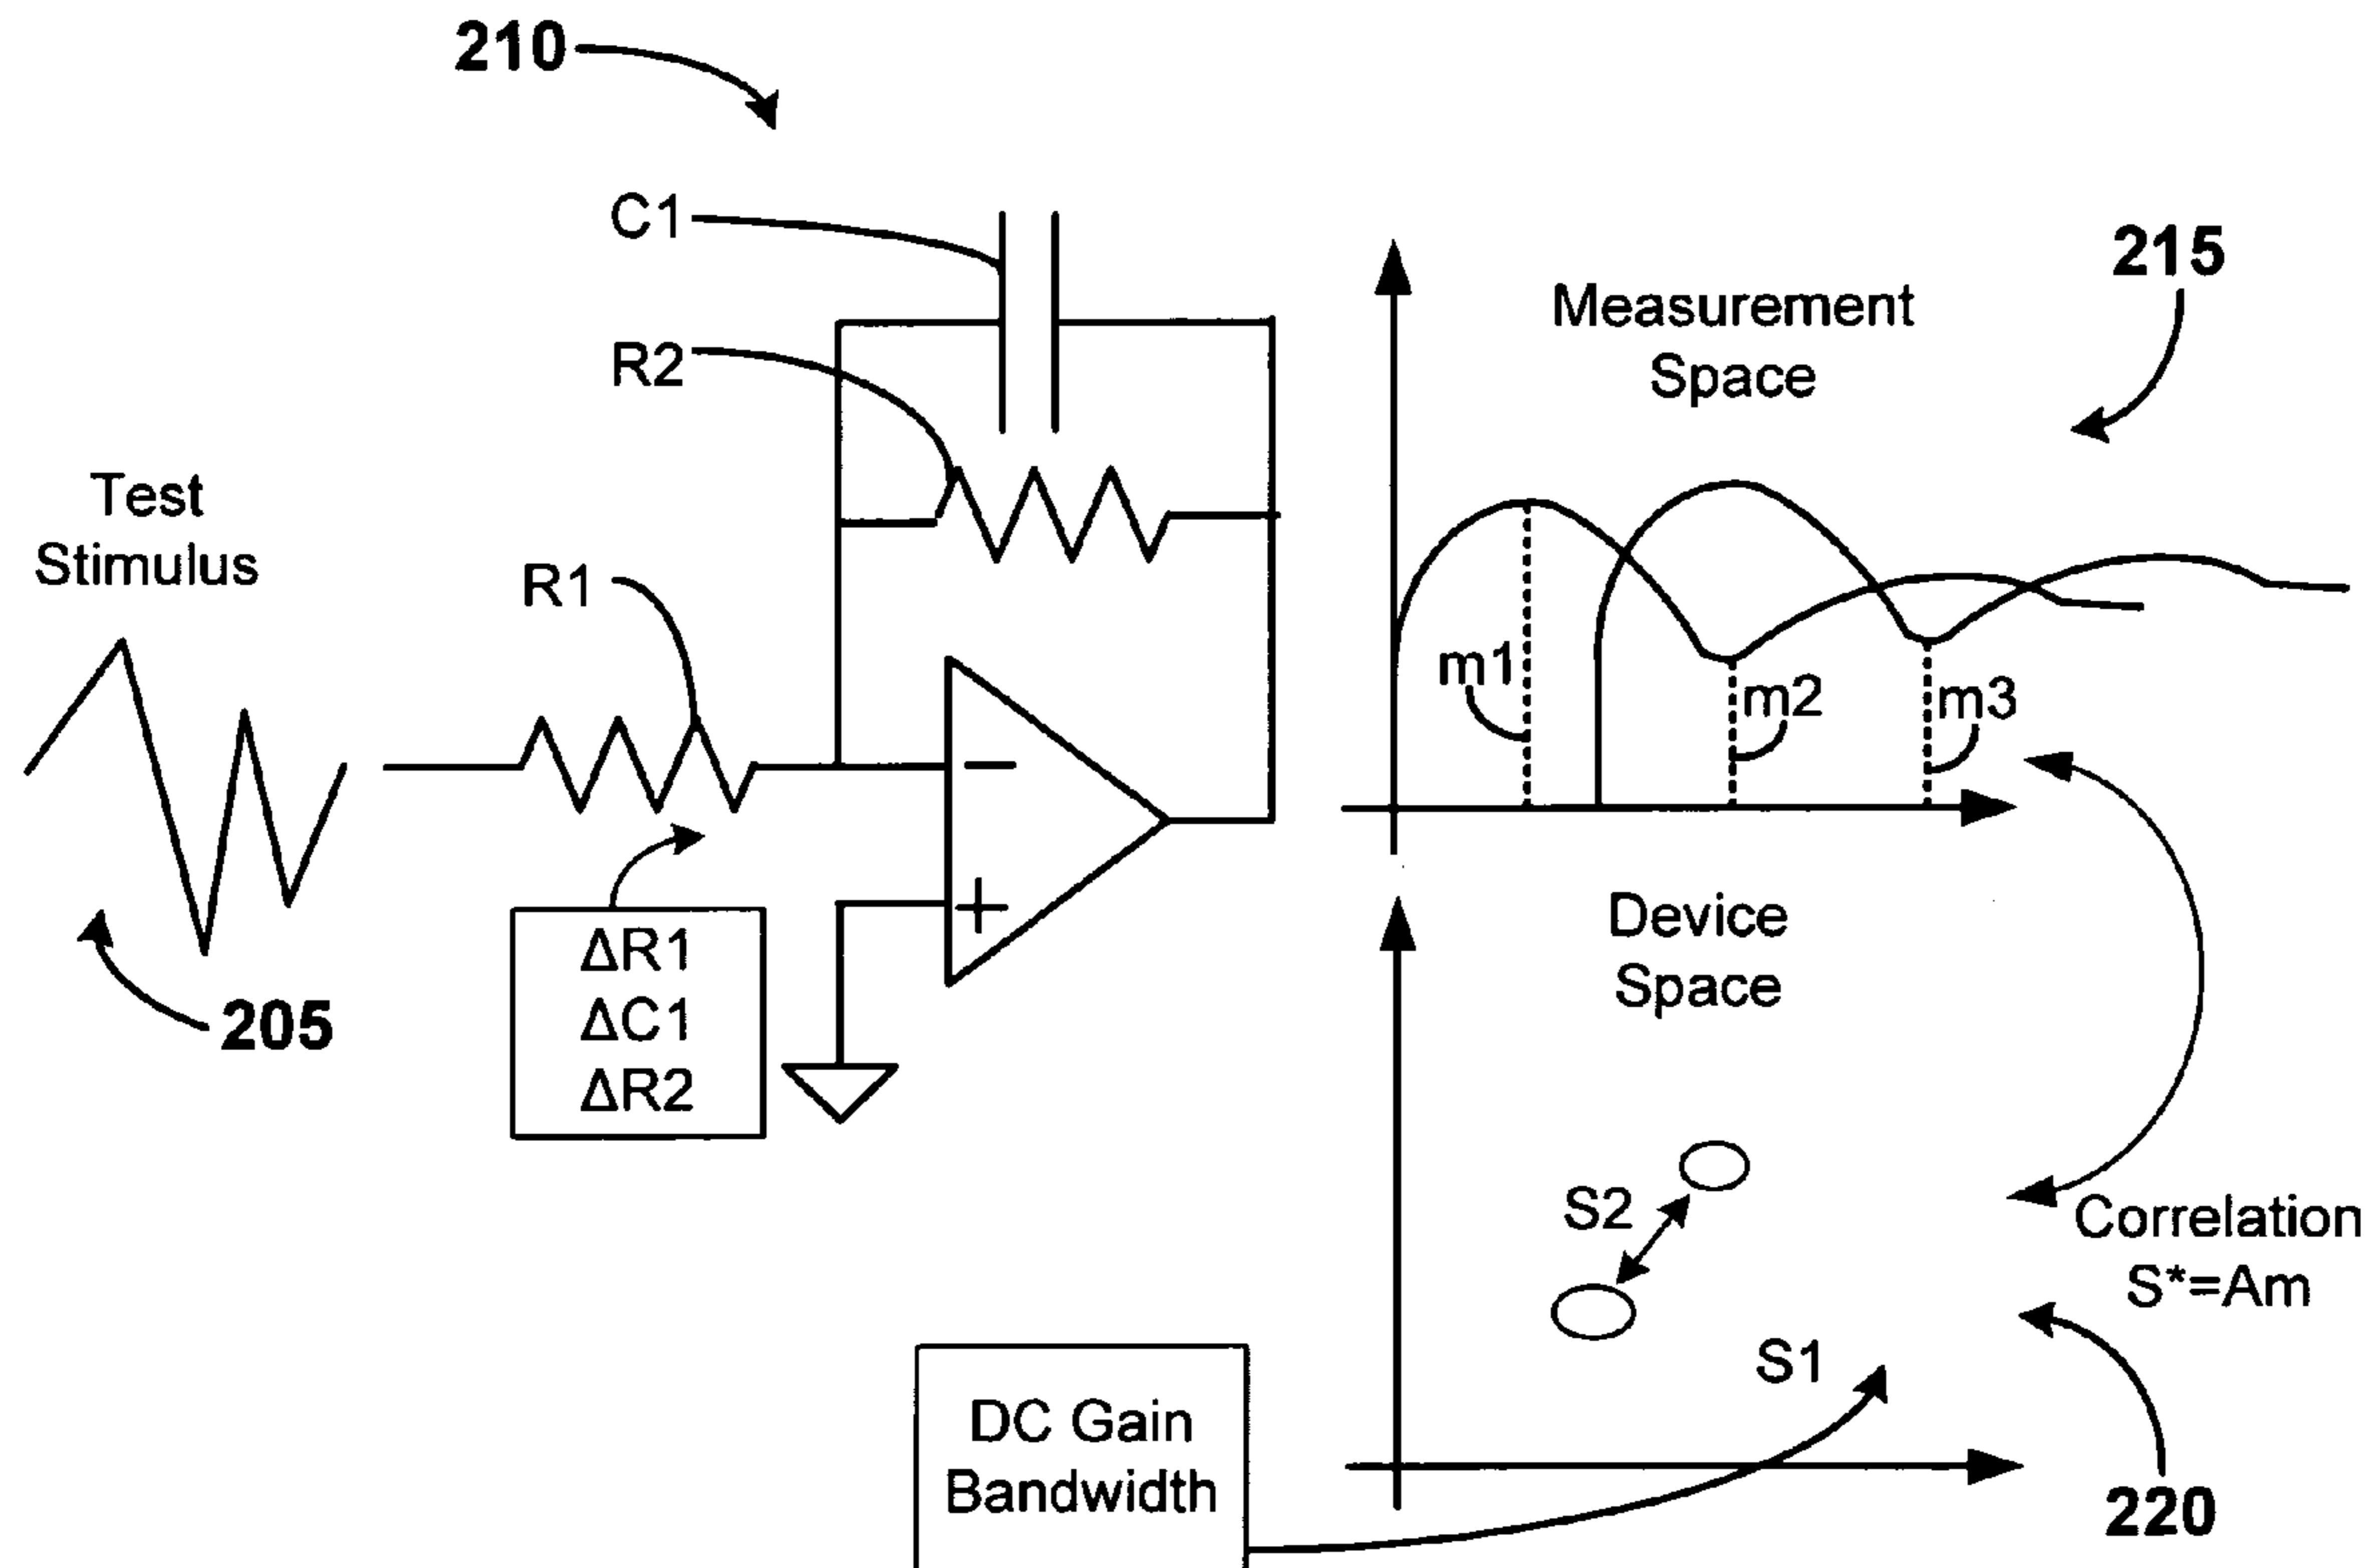 210
C1
215
Measurement
Space
R2
Test
Stimulus
R1
m1
m2
m3
−
+
Device
Space
ΔR1
ΔC1
ΔR2
205
S2
Correlation
S*=Am
S1
DC Gain
Bandwidth
220